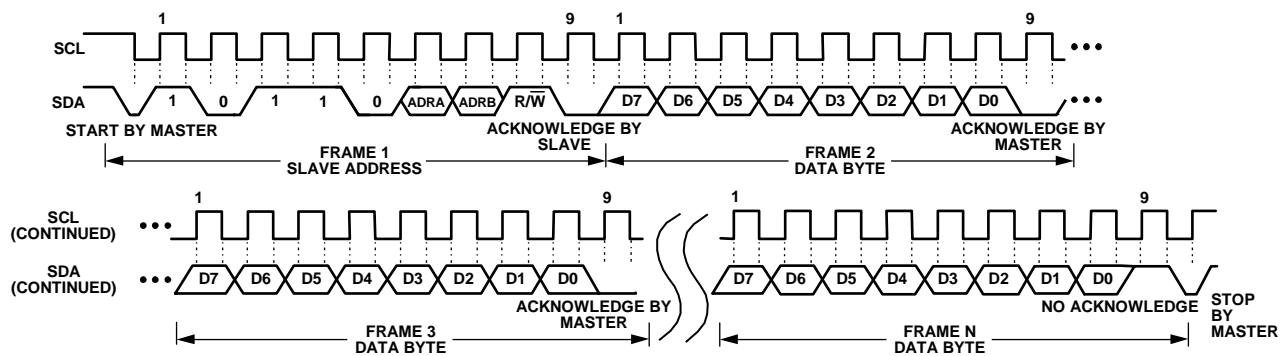 1 9 1 9
SCL
SDA 1 0 1 1 0 ADRA ADRB R/W̅ D7 D6 D5 D4 D3 D2 D1 D0
START BY MASTER
ACKNOWLEDGE BY
SLAVE
ACKNOWLEDGE BY
MASTER
FRAME 1
SLAVE ADDRESS
FRAME 2
DATA BYTE
1 9 1 9
SCL
(CONTINUED)
SDA
(CONTINUED)
D7 D6 D5 D4 D3 D2 D1 D0 D7 D6 D5 D4 D3 D2 D1 D0
ACKNOWLEDGE BY
MASTER
NO ACKNOWLEDGE
STOP
BY
MASTER
FRAME 3
DATA BYTE
FRAME N
DATA BYTE